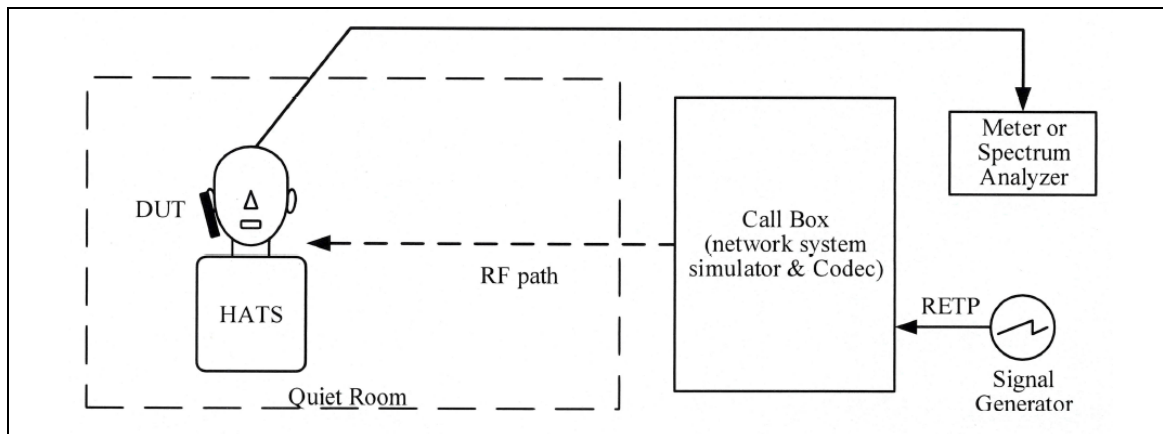 Meter or
Spectrum
Analyzer
DUT
Call Box
(network system
simulator & Codec)
RF path
HATS
RETP
Quiet Room
Signal
Generator